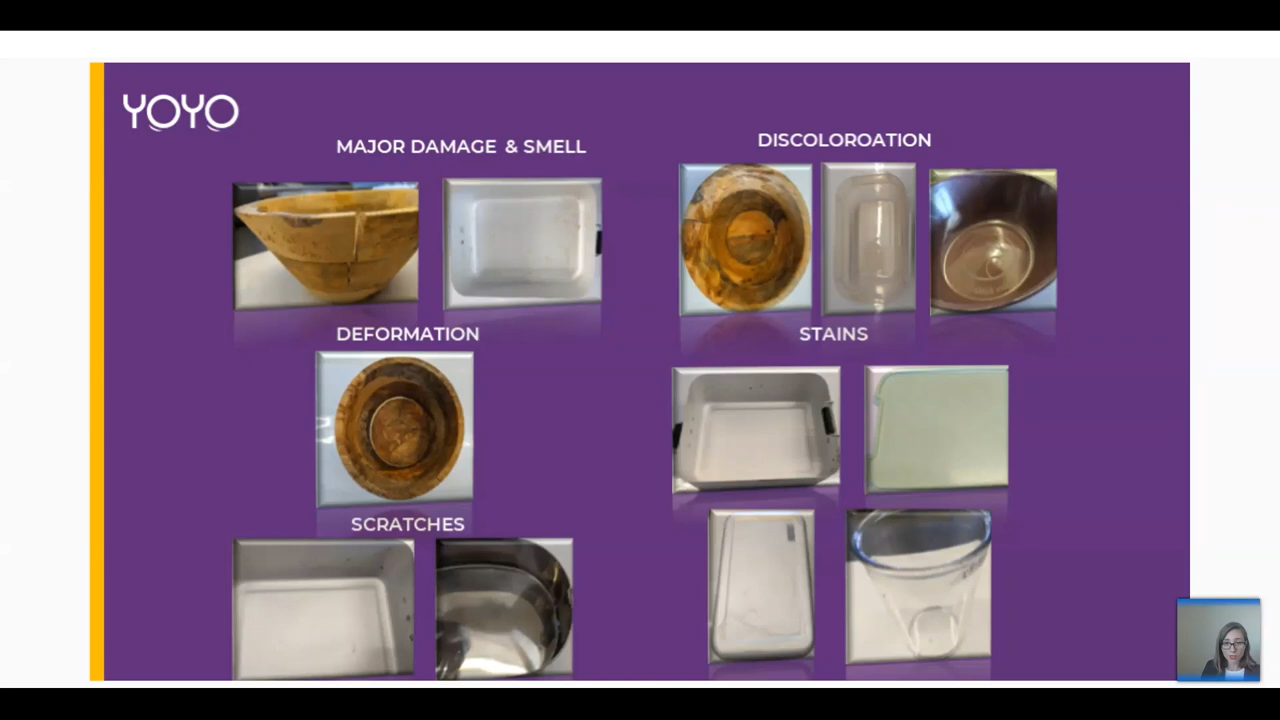 YOYO
MAJOR DAMAGE & SMELL
DISCOLOROATION
DEFORMATION
STAINS
SCRATCHES